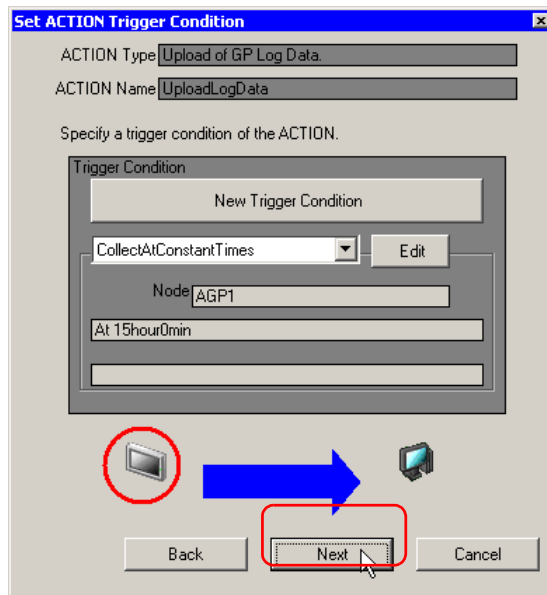 Set ACTION Trigger Condition
ACTION Type Upload of GP Log Data.
ACTION Name UploadLogData
Specify a trigger condition of the ACTION.
Trigger Condition
New Trigger Condition
CollectAtConstantTimes Edit
Node AGP1
At 15hour0min
Back Next Cancel